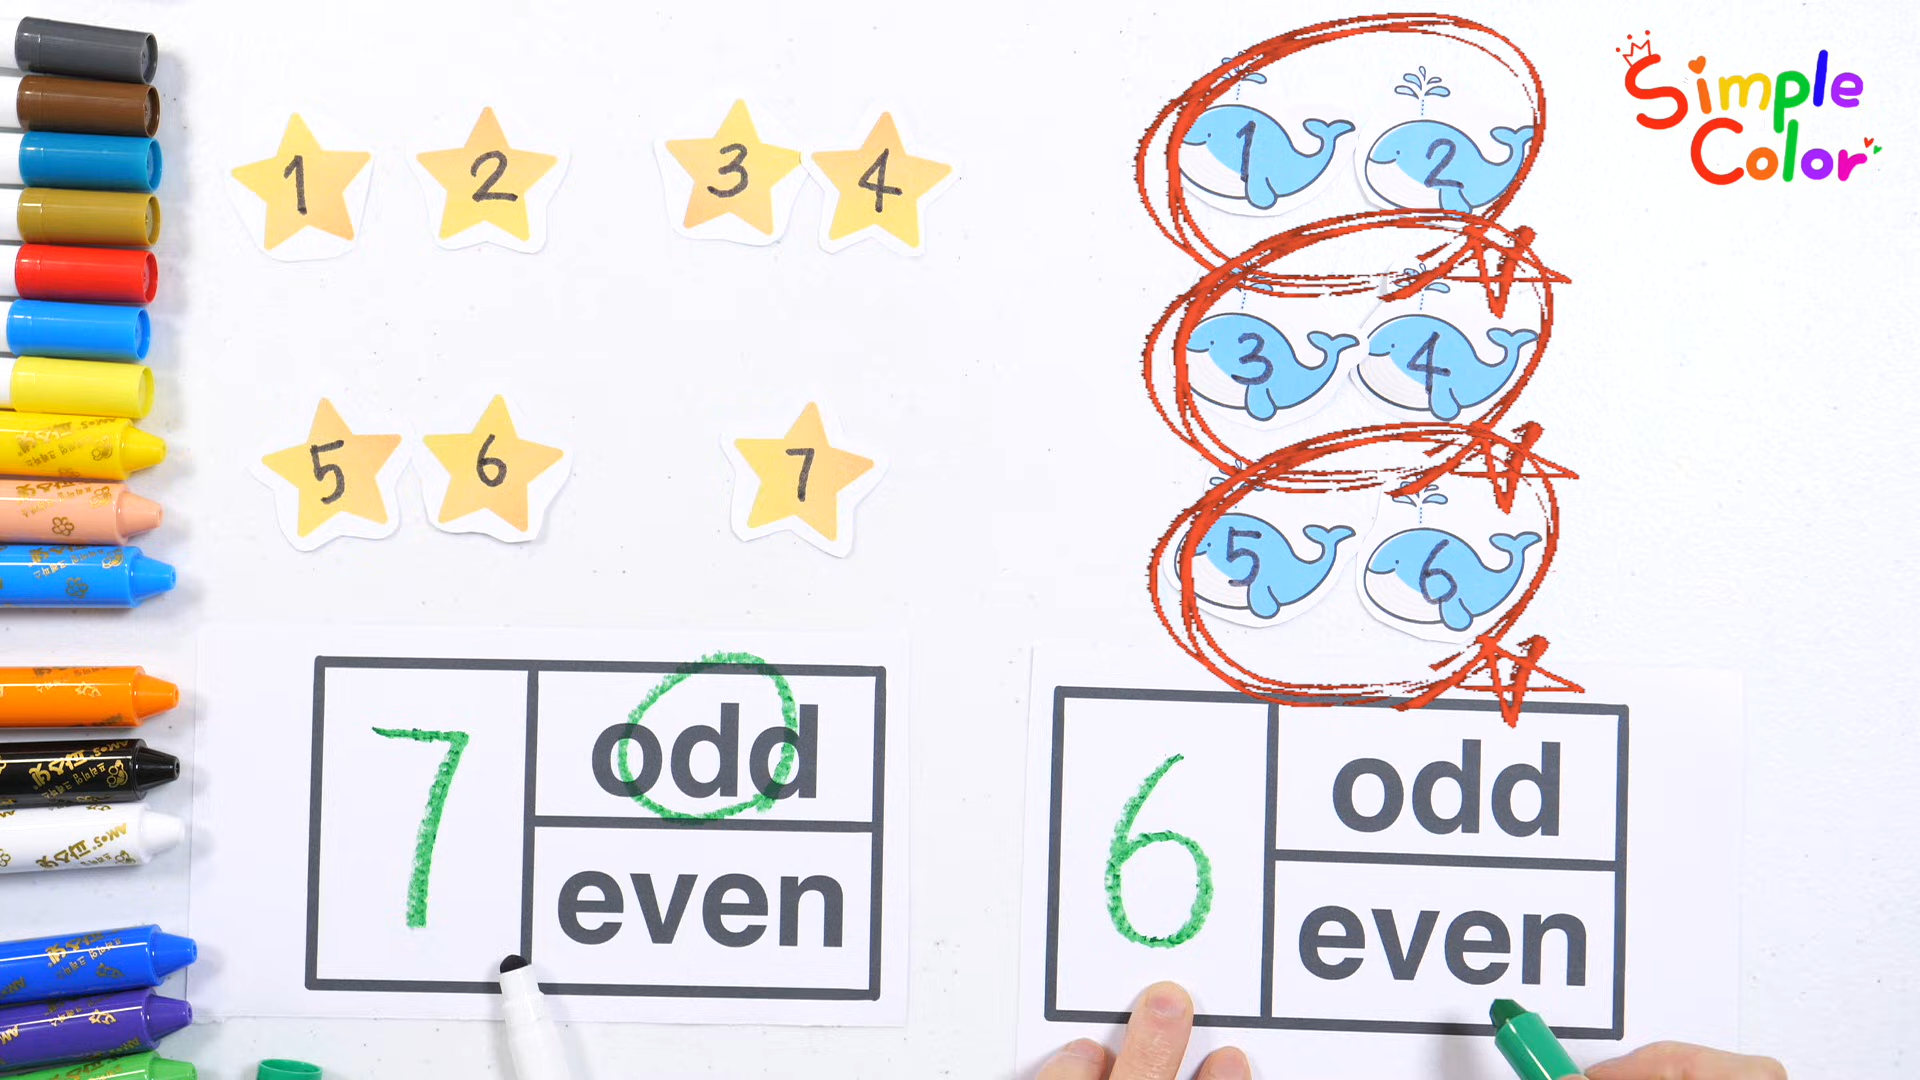 1 2 3 4
5 6 7
1 2
3 4
5 6
Simple
Color
7
odd
even
6
odd
even